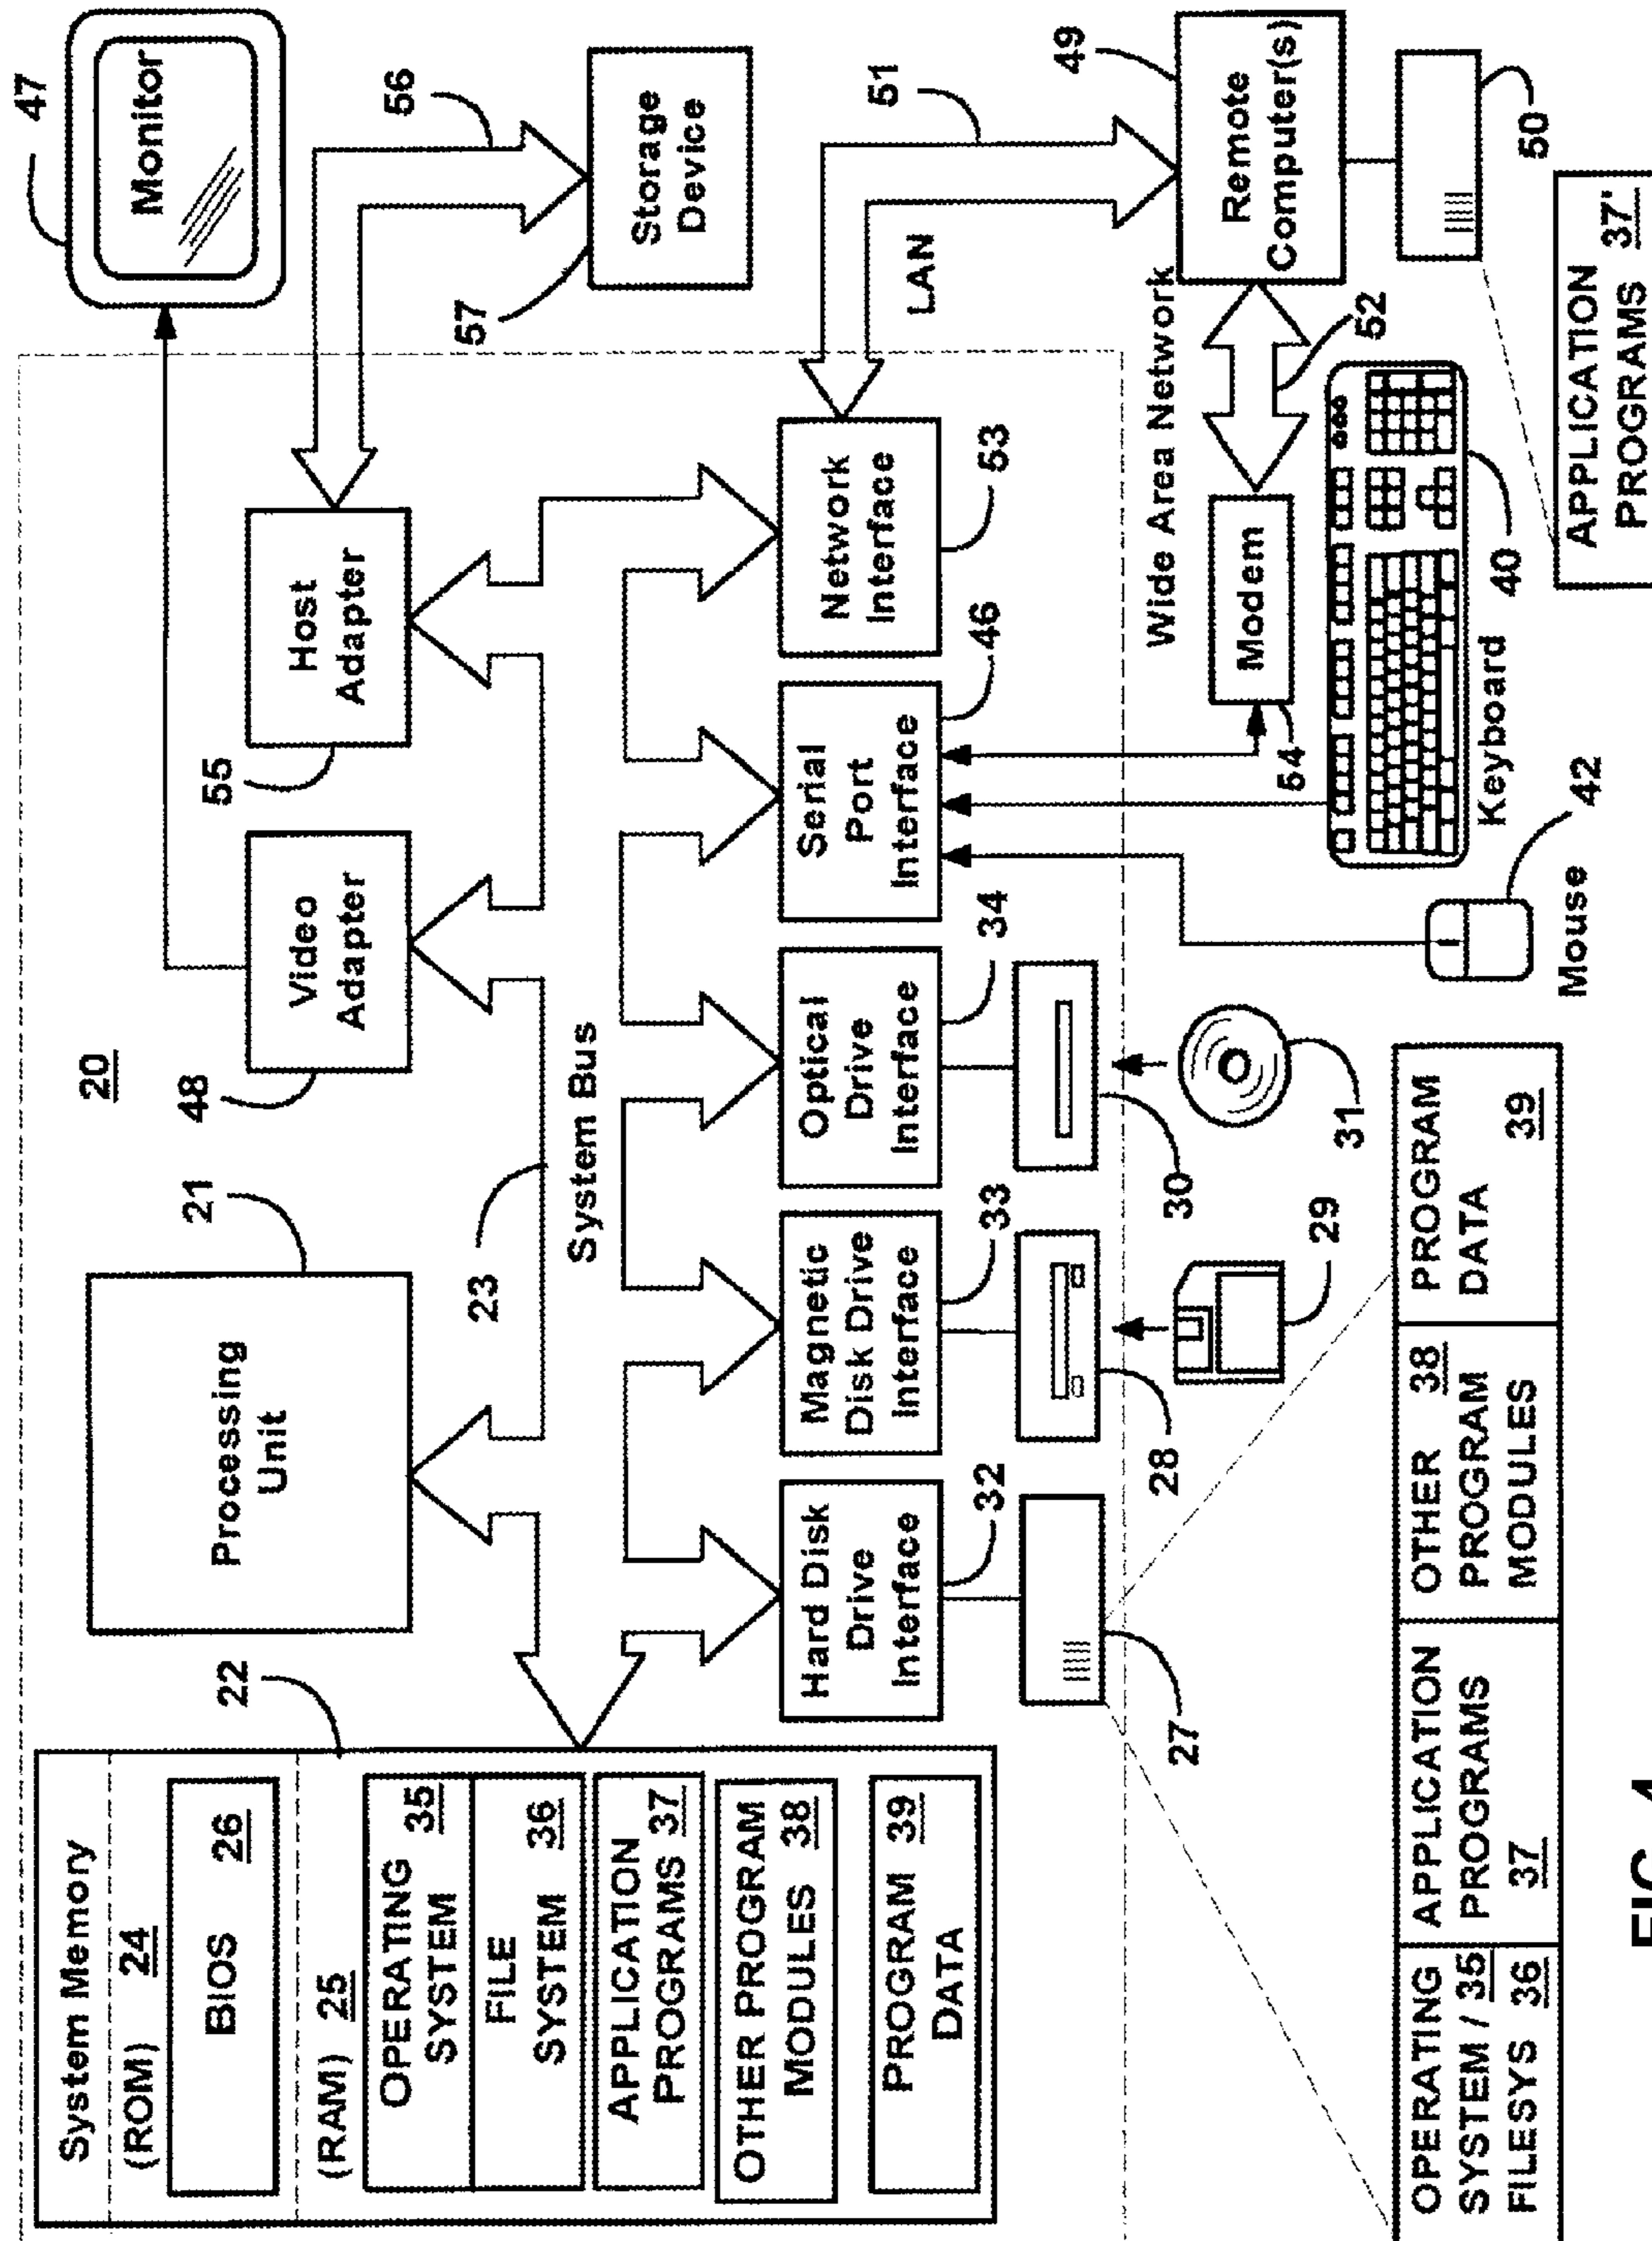 System Memory
(ROM) 24
BIOS 26
(RAM) 25
OPERATING
SYSTEM 35
FILE
SYSTEM 36
APPLICATION
PROGRAMS 37
OTHER PROGRAM
MODULES 38
PROGRAM 39
DATA
22
Processing
Unit
21
20
Video
Adapter
48
Host
Adapter
55
Monitor
47
56
Storage
Device
57
23
System Bus
Hard Disk
Drive
Interface
32
Magnetic
Disk Drive
Interface
33
Optical
Drive
Interface
34
Serial
Port
Interface
46
Network
Interface
53
LAN
51
27
28
29
30
31
Wide Area Network
Modem
54
52
Remote
Computer(s)
49
50
Keyboard
40
Mouse
42
OPERATING
SYSTEM / 35
FILESYS 36
APPLICATION
PROGRAMS
37
OTHER 38
PROGRAM
MODULES
PROGRAM
DATA
39
APPLICATION
PROGRAMS 37'